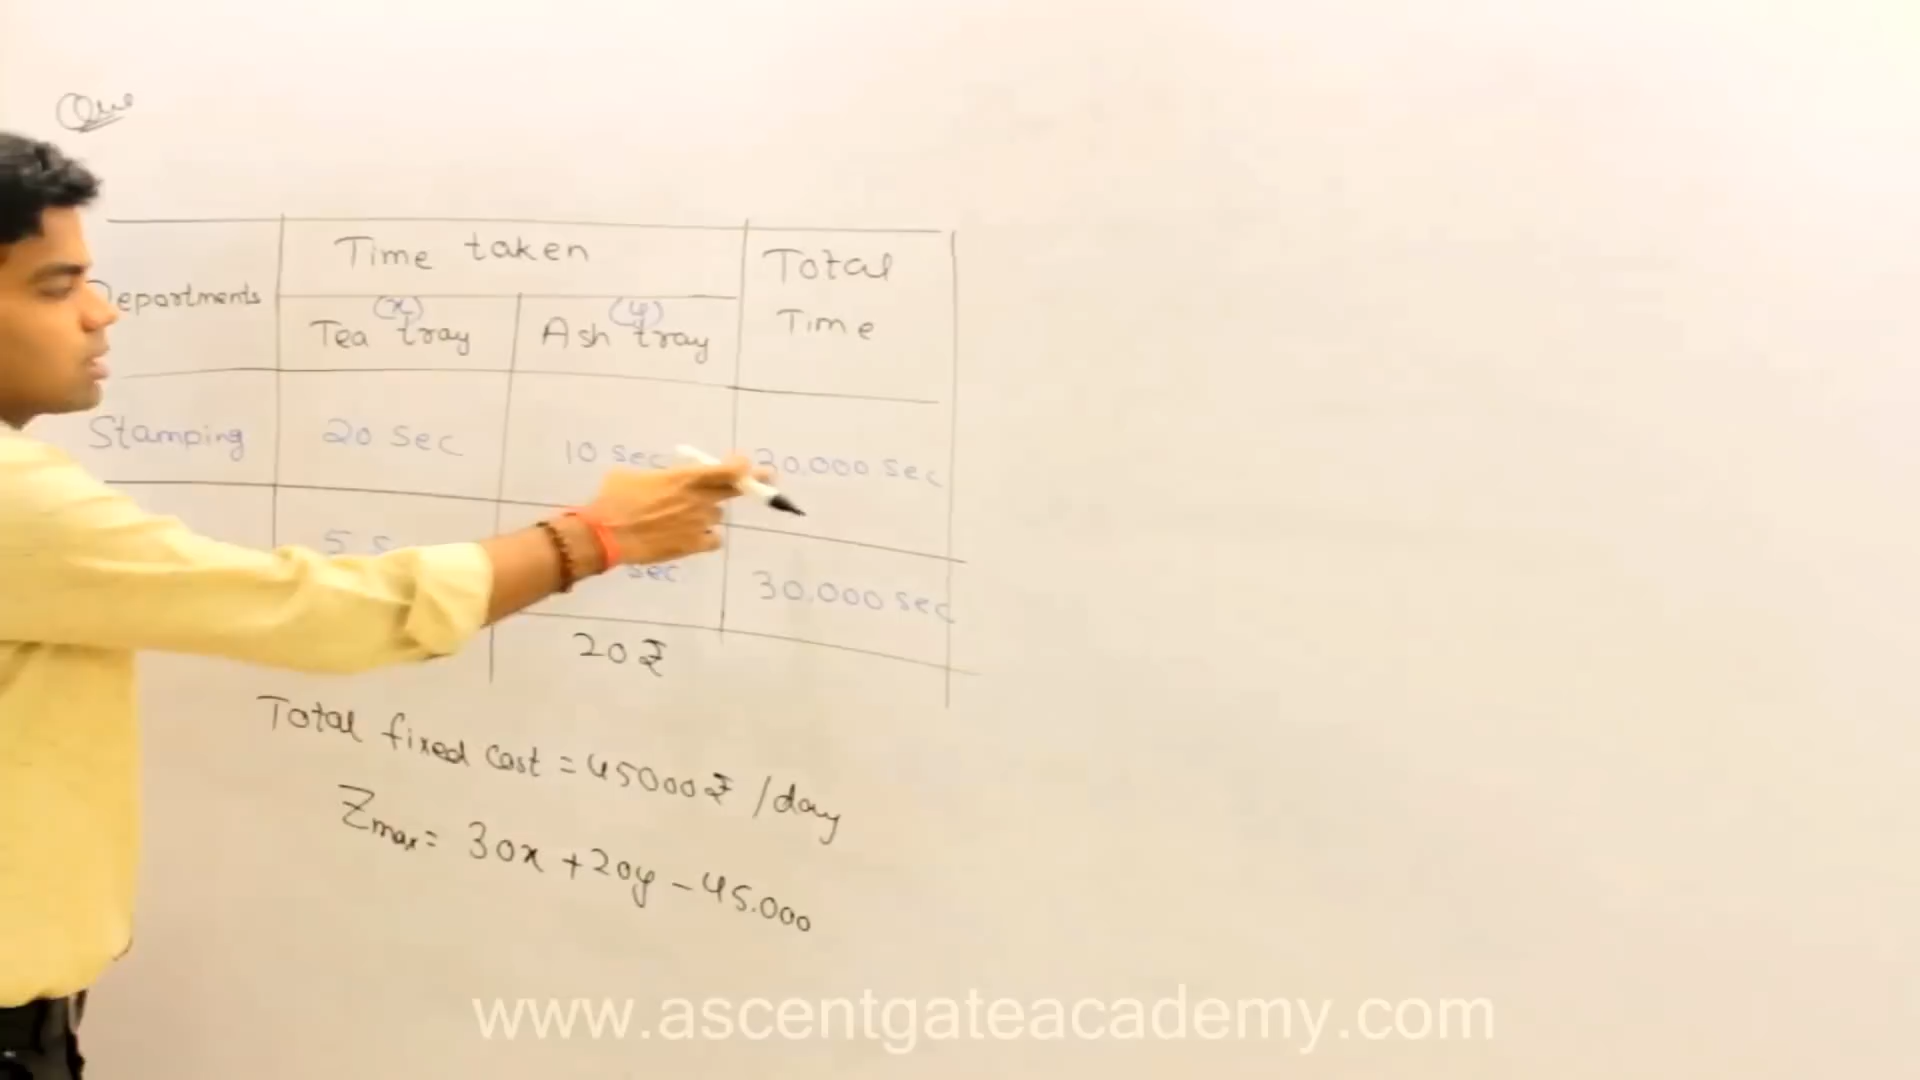 Que
Departments
Time taken
Total Time
(x)
Tea tray
(y)
Ash tray
Stamping
20 sec
10 sec
30,000 sec
5 S
sec
30,000 sec
20 ₹
Total fixed cost = 45000₹ /day
Zmax = 30x + 20y - 45,000
www.ascentgateacademy.com